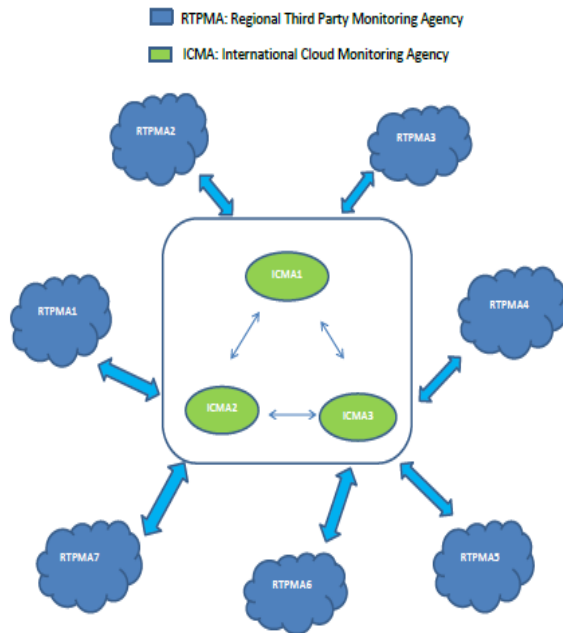 RTPMA: Regional Third Party Monitoring Agency
ICMA: International Cloud Monitoring Agency
RTPMA2
RTPMA3
ICMA1
RTPMA1
RTPMA4
ICMA2
ICMA3
RTPMA7
RTPMA6
RTPMA5